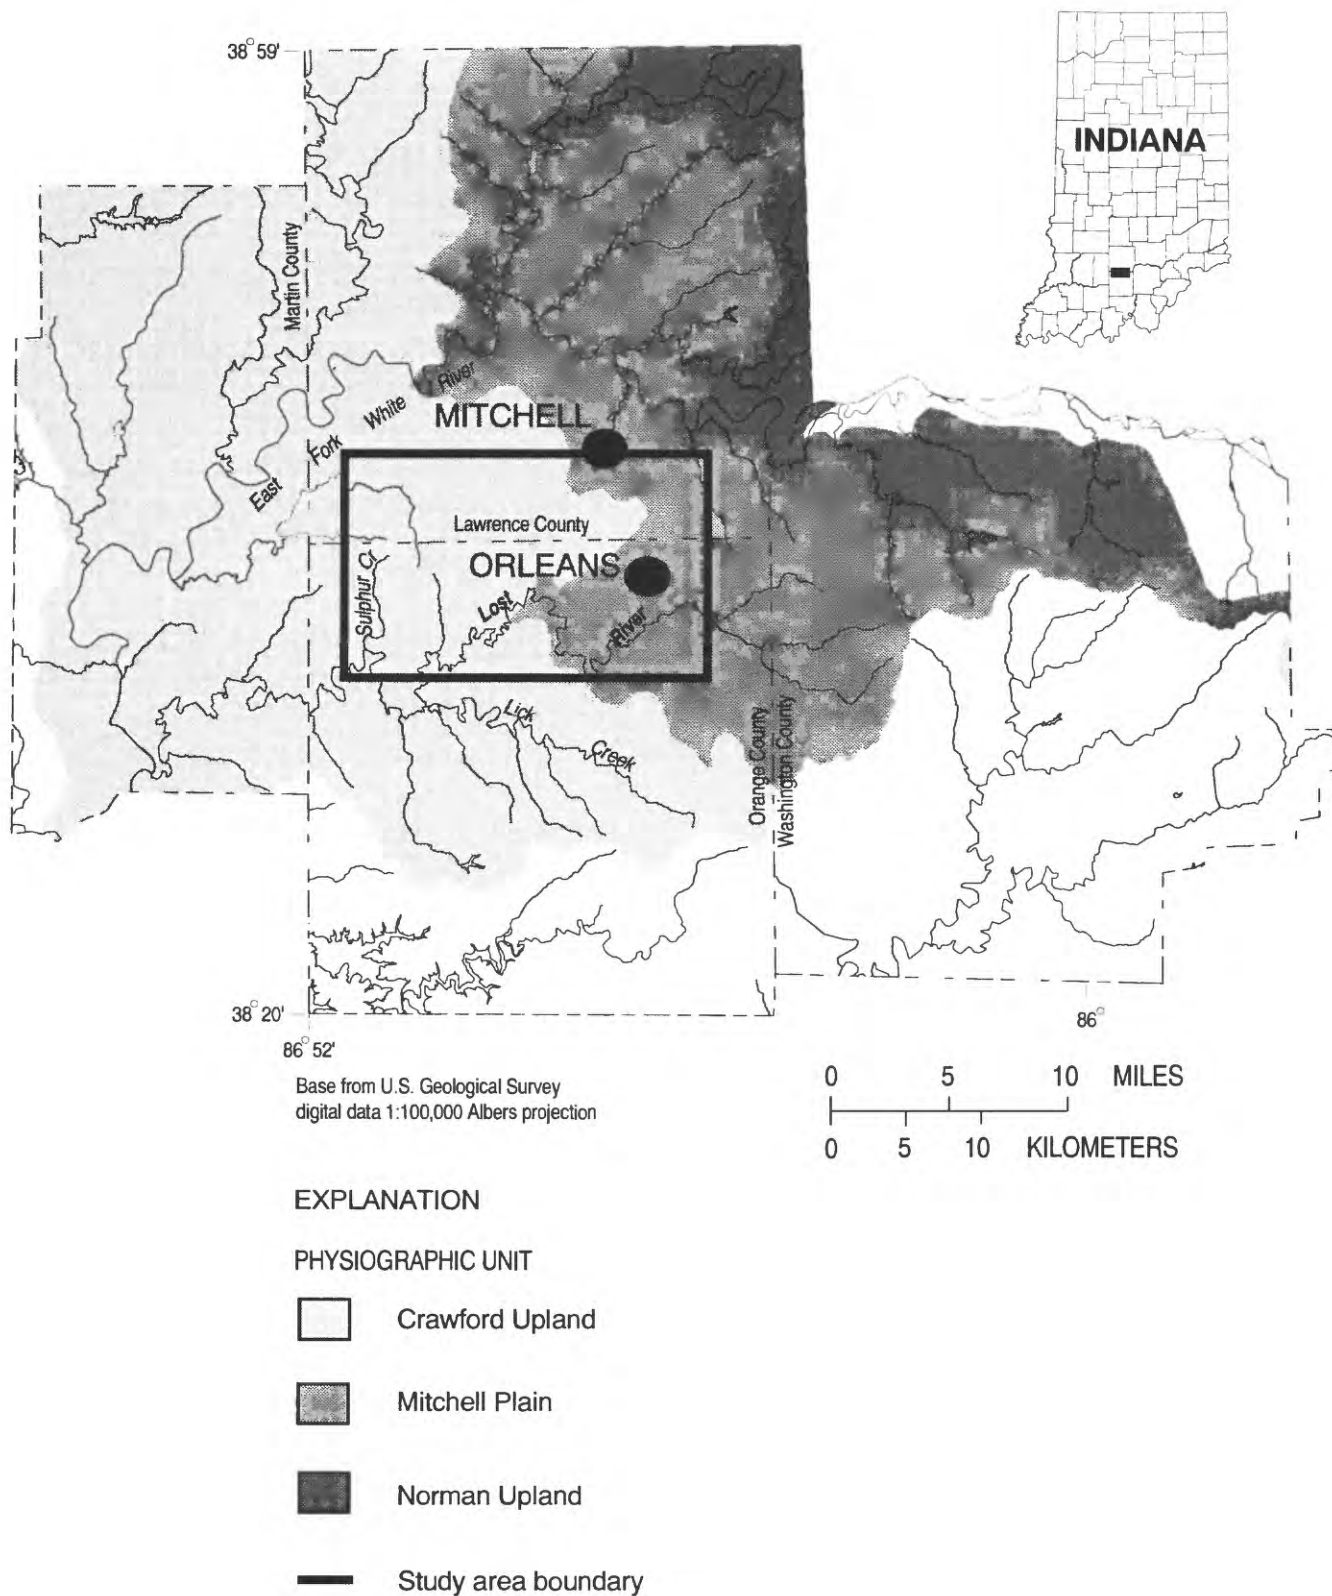 38°59'
INDIANA
Martin County
River
White
MITCHELL
Fork
East
Lawrence County
ORLEANS
Sulphur Cr
Lost
River
Lick
Creek
Orange County
Washington County
38°20'
86°
86°52'
Base from U.S. Geological Survey
digital data 1:100,000 Albers projection
0 5 10 MILES
0 5 10 KILOMETERS
EXPLANATION
PHYSIOGRAPHIC UNIT
Crawford Upland
Mitchell Plain
Norman Upland
Study area boundary